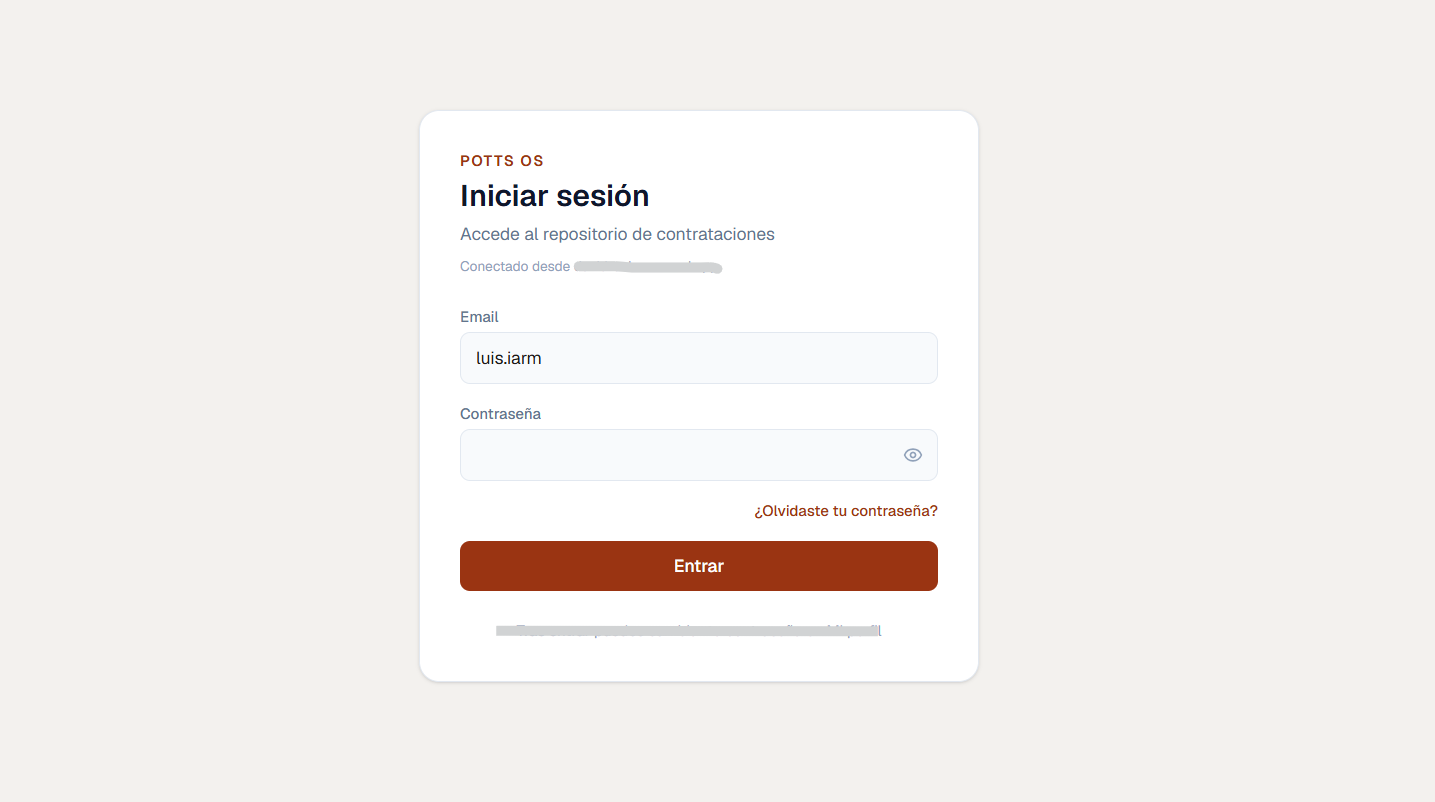 POTTS OS
Iniciar sesión
Accede al repositorio de contrataciones
Conectado desde
Email
luis.iarm
Contraseña
¿Olvidaste tu contraseña?
Entrar